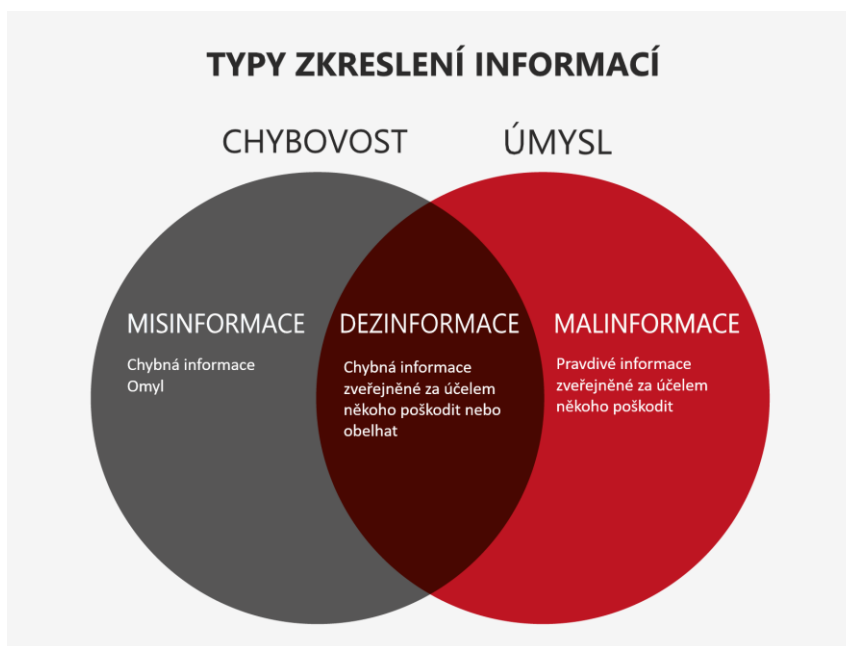 TYPY ZKRESLENÍ INFORMACÍ
CHYBOVOST
ÚMYSL
MISINFORMACE
Chybná informace
Omyl
DEZINFORMACE
Chybná informace
zveřejněné za účelem
někoho poškodit nebo
obelhat
MALINFORMACE
Pravdivé informace
zveřejněné za účelem
někoho poškodit